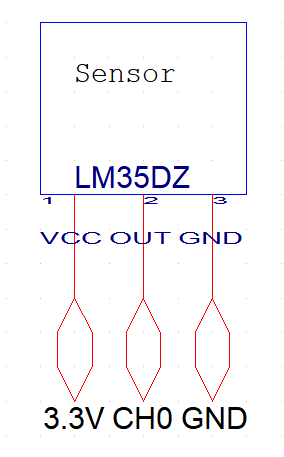 Sensor
LM35DZ
1 2 3
VCC OUT GND
3.3V CH0 GND